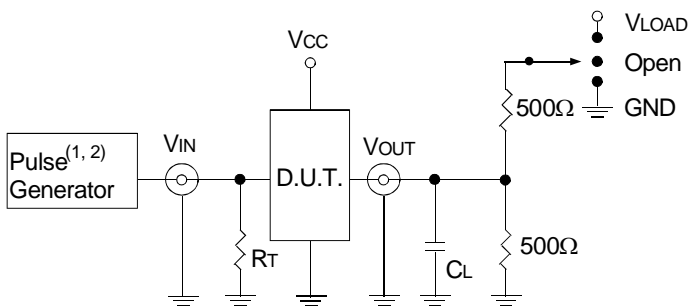 VLOAD
VCC
Open
500Ω
GND
Pulse(1, 2)
Generator
VIN
VOUT
D.U.T.
RT
CL
500Ω